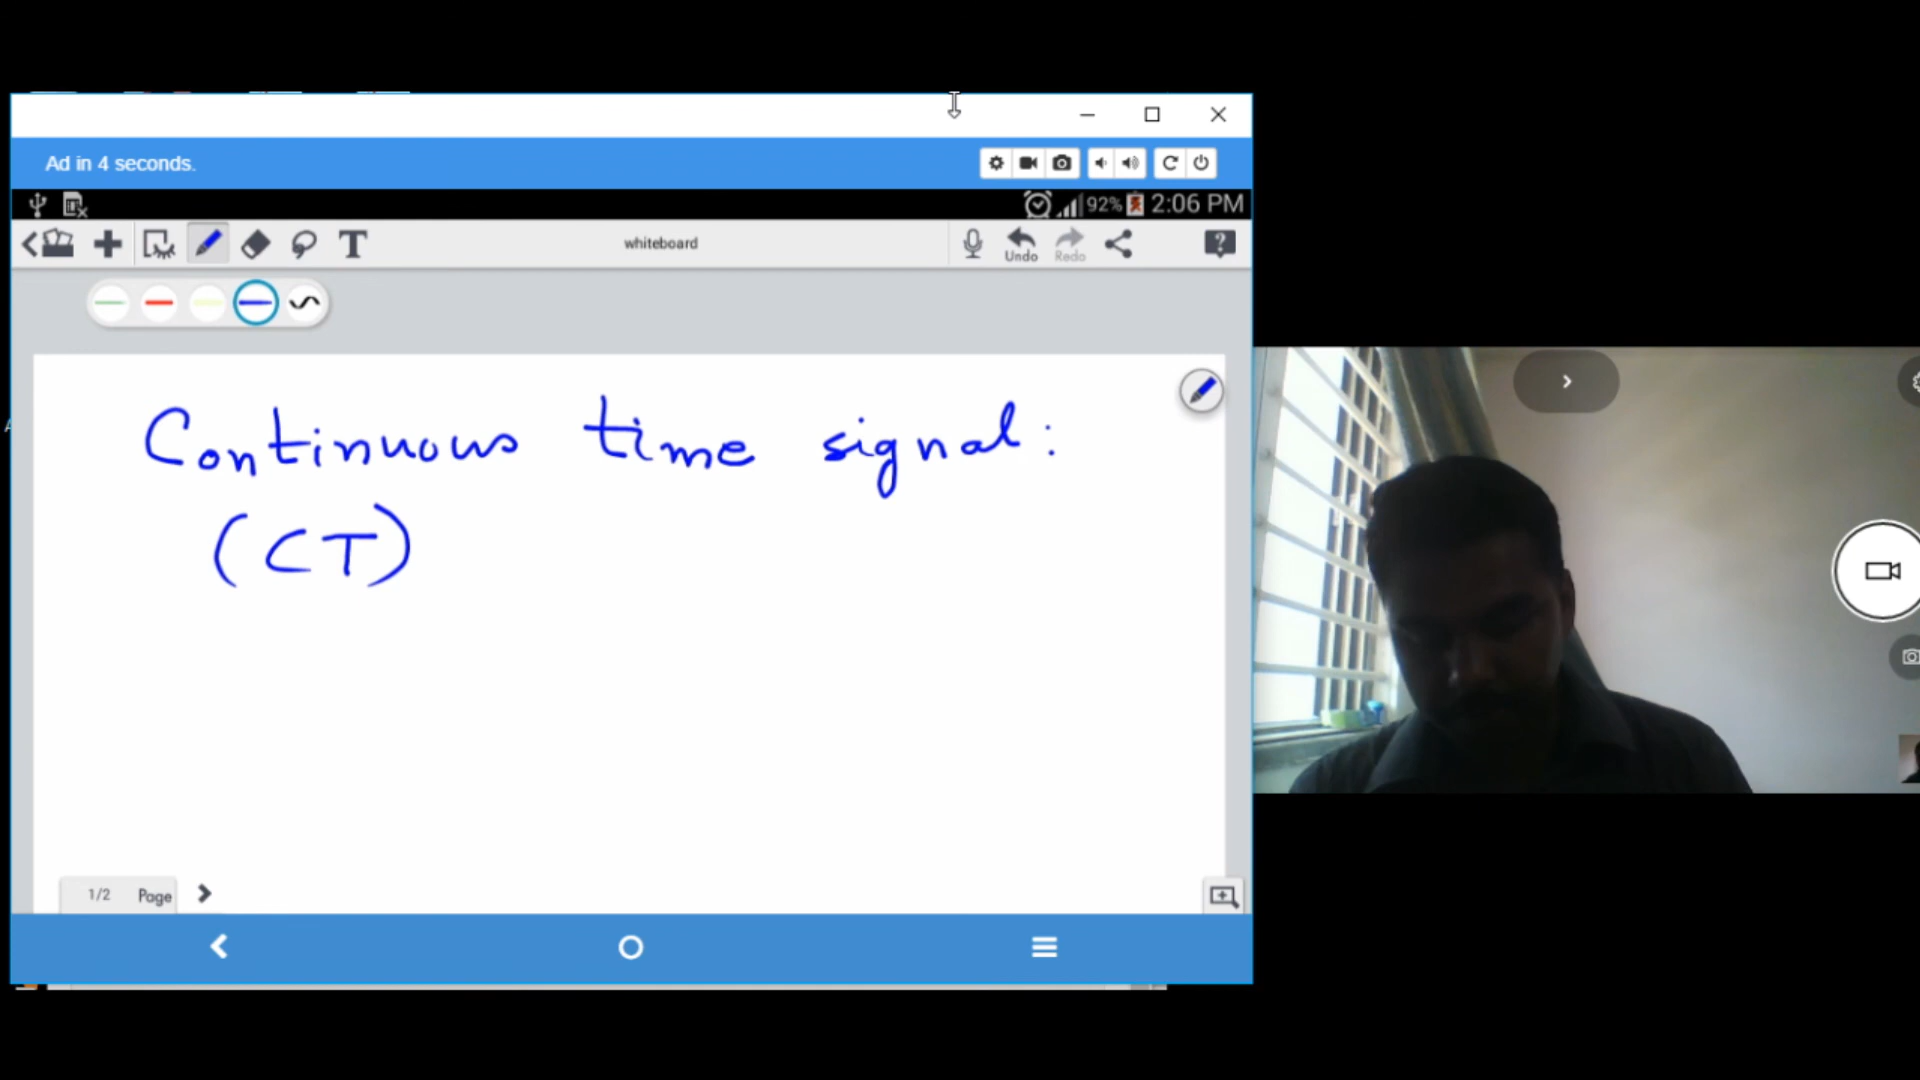 Ad in 4 seconds.
92% 2:06 PM
whiteboard
Undo Redo
Continuous time signal:
(CT)
1/2 Page